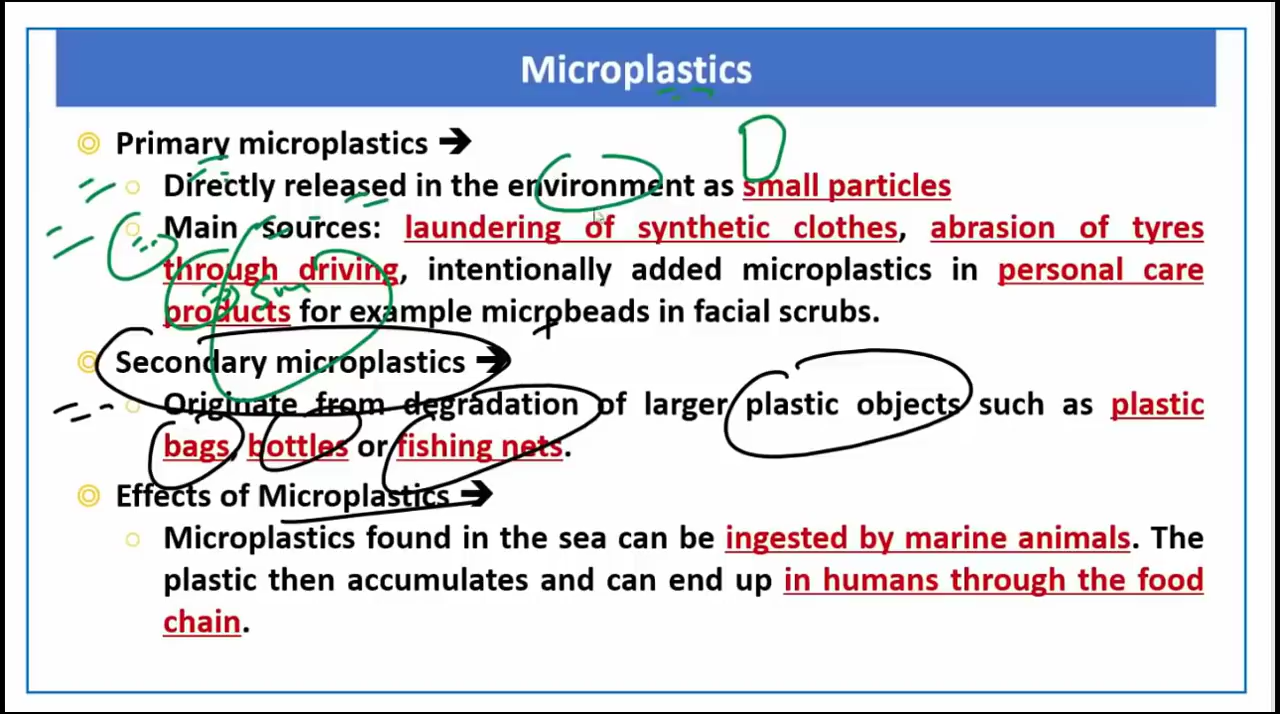 Microplastics
Primary microplastics →
Directly released in the environment as small particles
Main sources: laundering of synthetic clothes, abrasion of tyres
through driving, intentionally added microplastics in personal care
products for example microbeads in facial scrubs.
Secondary microplastics →
Originate from degradation of larger plastic objects such as plastic
bags, bottles or fishing nets.
Effects of Microplastics →
Microplastics found in the sea can be ingested by marine animals. The
plastic then accumulates and can end up in humans through the food
chain.